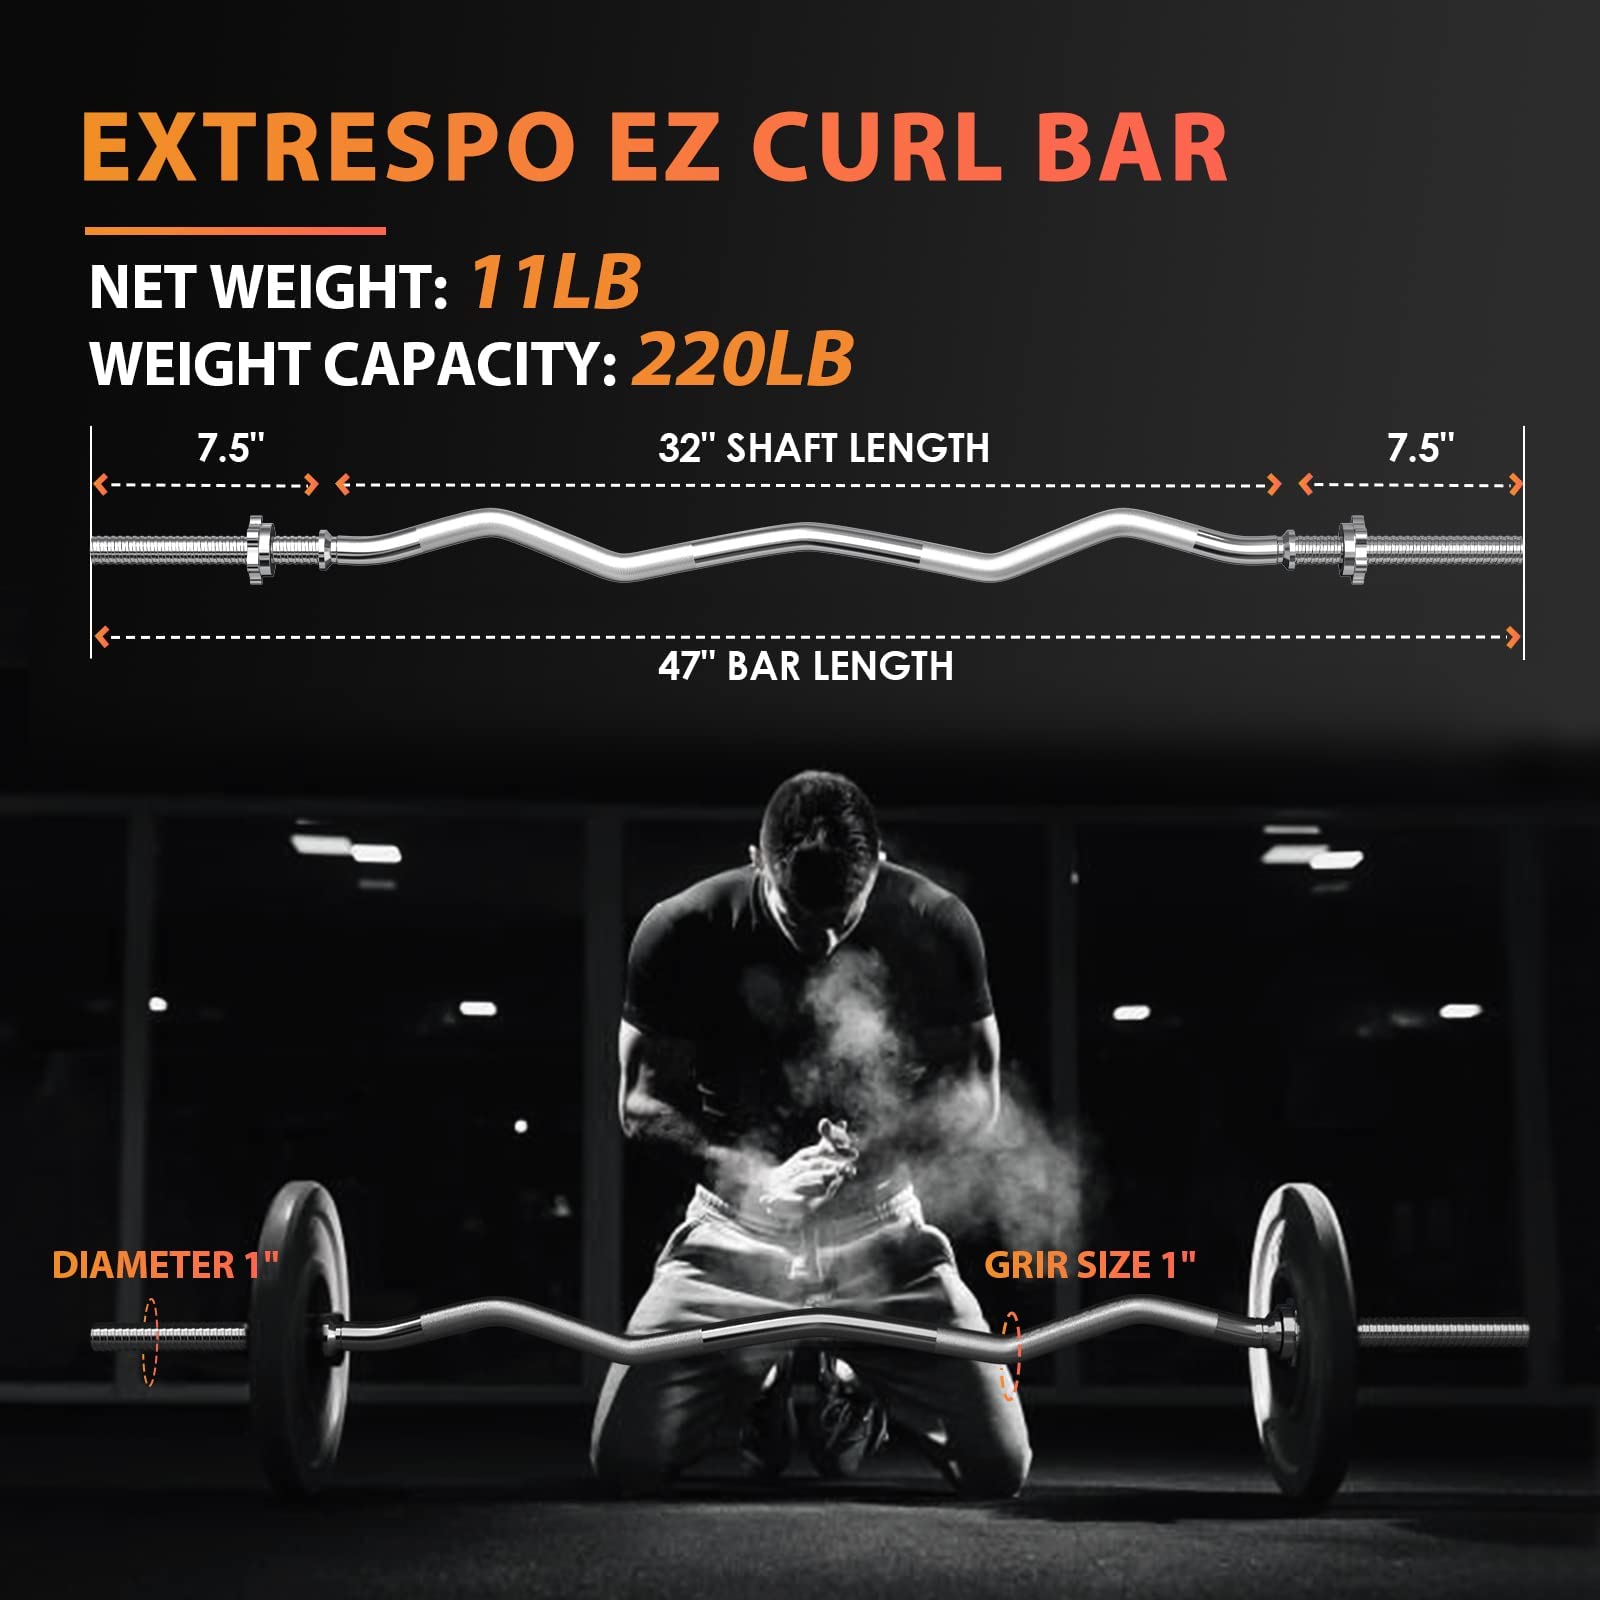 EXTRESPO EZ CURL BAR
NET WEIGHT: 11LB
WEIGHT CAPACITY: 220LB
7.5" 32" SHAFT LENGTH 7.5"
47" BAR LENGTH
DIAMETER 1" GRIR SIZE 1"